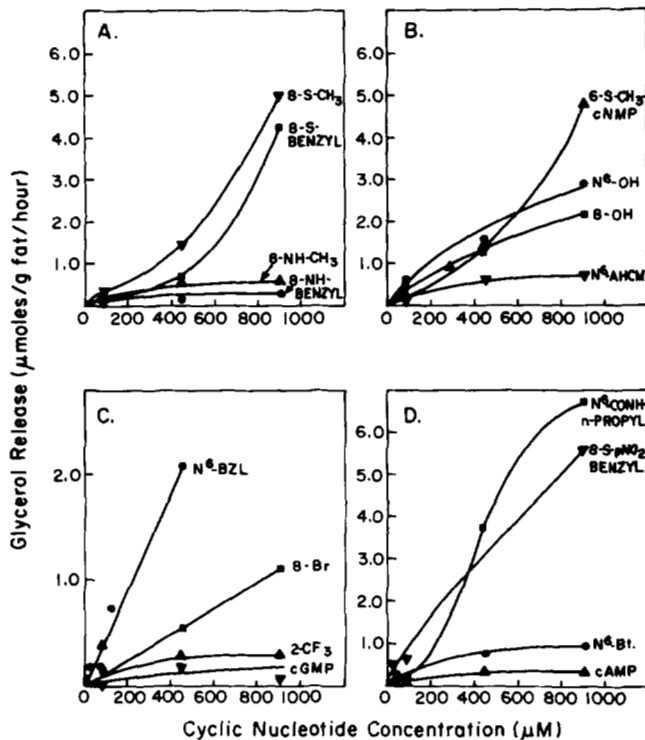 Glycerol Release (μmoles/g fat/hour)
A.
6.0
5.0
4.0
3.0
2.0
1.0
0
200
400
600
800
1000
8-S-CH3
8-S-
BENZYL
8-NH-CH3
8-NH-
BENZYL
B.
6.0
5.0
4.0
3.0
2.0
1.0
0
200
400
600
800
1000
6-S-CH3
cNMP
N6-OH
8-OH
N6AHCM
C.
2.0
1.0
0
200
400
600
800
1000
N6-BZL
8-Br
2-CF3
cGMP
D.
6.0
5.0
4.0
3.0
2.0
1.0
0
200
400
600
800
1000
N6-CONH-
n-PROPYL
8-S-pNO2
BENZYL
N6-Bt.
cAMP
Cyclic Nucleotide Concentration (μM)